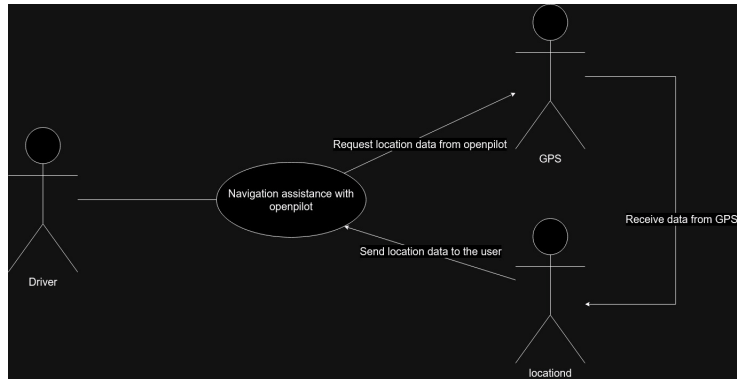 Request location data from openpilot
GPS
Navigation assistance with
openpilot
Receive data from GPS
Send location data to the user
Driver
locationd